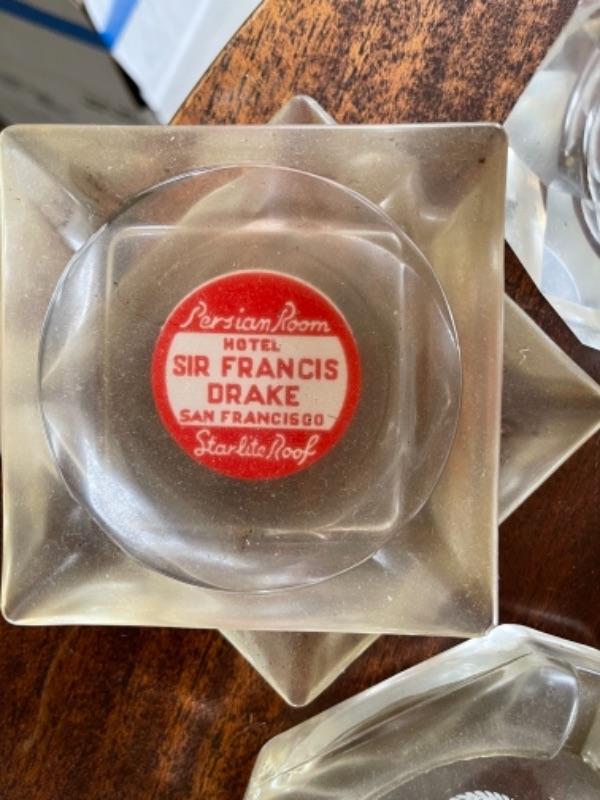 Persian Room
HOTEL
SIR FRANCIS
DRAKE
SAN FRANCISCO
Starlite Roof